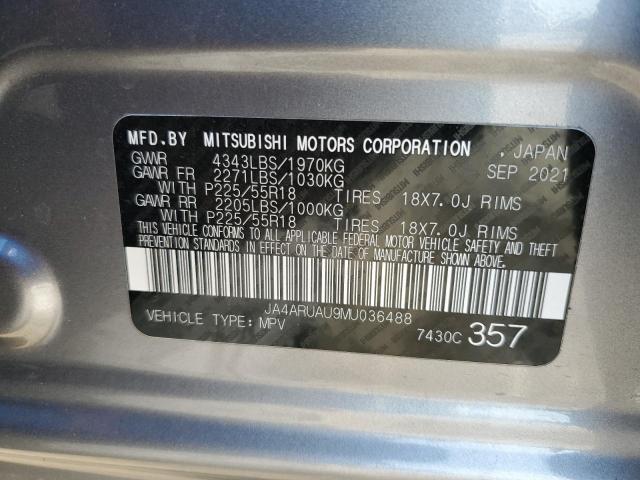 MFD.BY MITSUBISHI MOTORS CORPORATION , JAPAN
GVWR 4343LBS/1970KG SEP 2021
GAWR FR 2271LBS/1030KG
WITH P225/55R18 TIRES 18X7.0J RIMS
GAWR RR 2205LBS/1000KG
WITH P225/55R18 TIRES 18X7.0J RIMS
THIS VEHICLE CONFORMS TO ALL APPLICABLE FEDERAL MOTOR VEHICLE SAFETY AND THEFT
PREVENTION STANDARDS IN EFFECT ON THE DATE OF MANUFACTURE SHOWN ABOVE.
JA4ARUAU9MU036488
VEHICLE TYPE:MPV 7430C 357